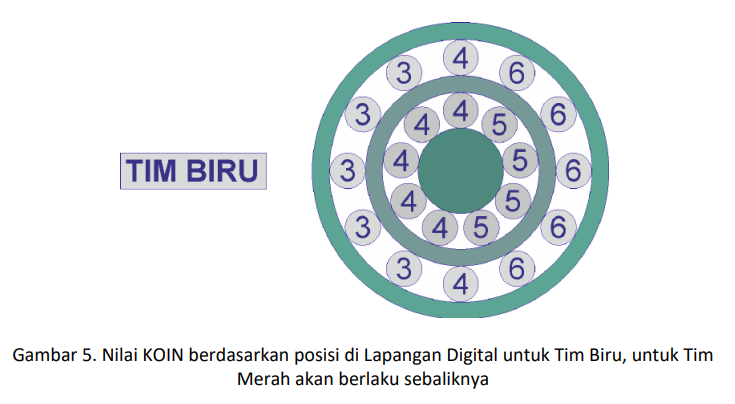 4
3 6
4
3 6
4 5
4 5
TIM BIRU 3 6
4 5
3 4 5 6
3 6
4
Gambar 5. Nilai KOIN berdasarkan posisi di Lapangan Digital untuk Tim Biru, untuk Tim
Merah akan berlaku sebaliknya